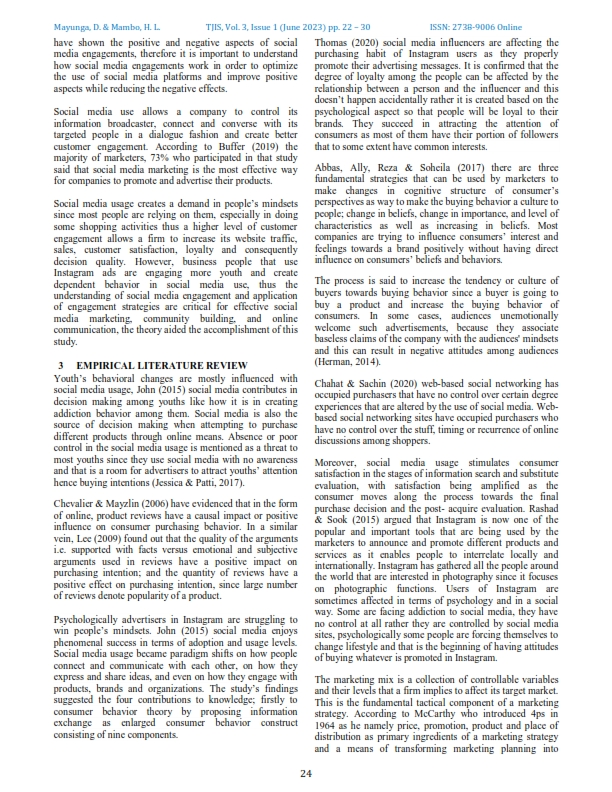 Mayunga, D. & Mambo, H. L. TJIS, Vol. 3, Issue 1 (June 2023) pp. 22 – 30 ISSN: 2738-9006 Online
have shown the positive and negative aspects of social
media engagements, therefore it is important to understand
how social media engagements work in order to optimize
the use of social media platforms and improve positive
aspects while reducing the negative effects.
Social media use allows a company to control its
information broadcaster, connect and converse with its
targeted people in a dialogue fashion and create better
customer engagement. According to Buffer (2019) the
majority of marketers, 73% who participated in that study
said that social media marketing is the most effective way
for companies to promote and advertise their products.
Social media usage creates a demand in people's mindsets
since most people are relying on them, especially in doing
some shopping activities thus a higher level of customer
engagement allows a firm to increase its website traffic,
sales, customer satisfaction, loyalty and consequently
decision quality. However, business people that use
Instagram ads are engaging more youth and create
dependent behavior in social media use, thus the
understanding of social media engagement and application
of engagement strategies are critical for effective social
media marketing, community building, and online
communication, the theory aided the accomplishment of this
study.
3 EMPIRICAL LITERATURE REVIEW
Youth's behavioral changes are mostly influenced with
social media usage, John (2015) social media contributes in
decision making among youths like how it is in creating
addiction behavior among them. Social media is also the
source of decision making when attempting to purchase
different products through online means. Absence or poor
control in the social media usage is mentioned as a threat to
most youths since they use social media with no awareness
and that is a room for advertisers to attract youths' attention
hence buying intentions (Jessica & Patti, 2017).
Chevalier & Mayzlin (2006) have evidenced that in the form
of online, product reviews have a causal impact or positive
influence on consumer purchasing behavior. In a similar
vein, Lee (2009) found out that the quality of the arguments
i.e. supported with facts versus emotional and subjective
arguments used in reviews have a positive impact on
purchasing intention; and the quantity of reviews have a
positive effect on purchasing intention, since large number
of reviews denote popularity of a product.
Psychologically advertisers in Instagram are struggling to
win people's mindsets. John (2015) social media enjoys
phenomenal success in terms of adoption and usage levels.
Social media usage became paradigm shifts on how people
connect and communicate with each other, on how they
express and share ideas, and even on how they engage with
products, brands and organizations. The study's findings
suggested the four contributions to knowledge; firstly to
consumer behavior theory by proposing information
exchange as enlarged consumer behavior construct
consisting of nine components.
Thomas (2020) social media influencers are affecting the
purchasing habit of Instagram users as they properly
promote their advertising messages. It is confirmed that the
degree of loyalty among the people can be affected by the
relationship between a person and the influencer and this
doesn't happen accidentally rather it is created based on the
psychological aspect so that people will be loyal to their
brands. They succeed in attracting the attention of
consumers as most of them have their portion of followers
that to some extent have common interests.
Abbas, Ally, Reza & Soheila (2017) there are three
fundamental strategies that can be used by marketers to
make changes in cognitive structure of consumer's
perspectives as way to make the buying behavior a culture to
people; change in beliefs, change in importance, and level of
characteristics as well as increasing in beliefs. Most
companies are trying to influence consumers' interest and
feelings towards a brand positively without having direct
influence on consumers' beliefs and behaviors.
The process is said to increase the tendency or culture of
buyers towards buying behavior since a buyer is going to
buy a product and increase the buying behavior of
consumers. In some cases, audiences unemotionally
welcome such advertisements, because they associate
baseless claims of the company with the audiences' mindsets
and this can result in negative attitudes among audiences
(Herman, 2014).
Chahat & Sachin (2020) web-based social networking has
occupied purchasers that have no control over certain degree
experiences that are altered by the use of social media. Web-
based social networking sites have occupied purchasers who
have no control over the stuff, timing or recurrence of online
discussions among shoppers.
Moreover, social media usage stimulates consumer
satisfaction in the stages of information search and substitute
evaluation, with satisfaction being amplified as the
consumer moves along the process towards the final
purchase decision and the post- acquire evaluation. Rashad
& Sook (2015) argued that Instagram is now one of the
popular and important tools that are being used by the
marketers to announce and promote different products and
services as it enables people to interrelate locally and
internationally. Instagram has gathered all the people around
the world that are interested in photography since it focuses
on photographic functions. Users of Instagram are
sometimes affected in terms of psychology and in a social
way. Some are facing addiction to social media, they have
no control at all rather they are controlled by social media
sites, psychologically some people are forcing themselves to
change lifestyle and that is the beginning of having attitudes
of buying whatever is promoted in Instagram.
The marketing mix is a collection of controllable variables
and their levels that a firm implies to affect its target market.
This is the fundamental tactical component of a marketing
strategy. According to McCarthy who introduced 4ps in
1964 as he namely price, promotion, product and place of
distribution as primary ingredients of a marketing strategy
and a means of transforming marketing planning into
24